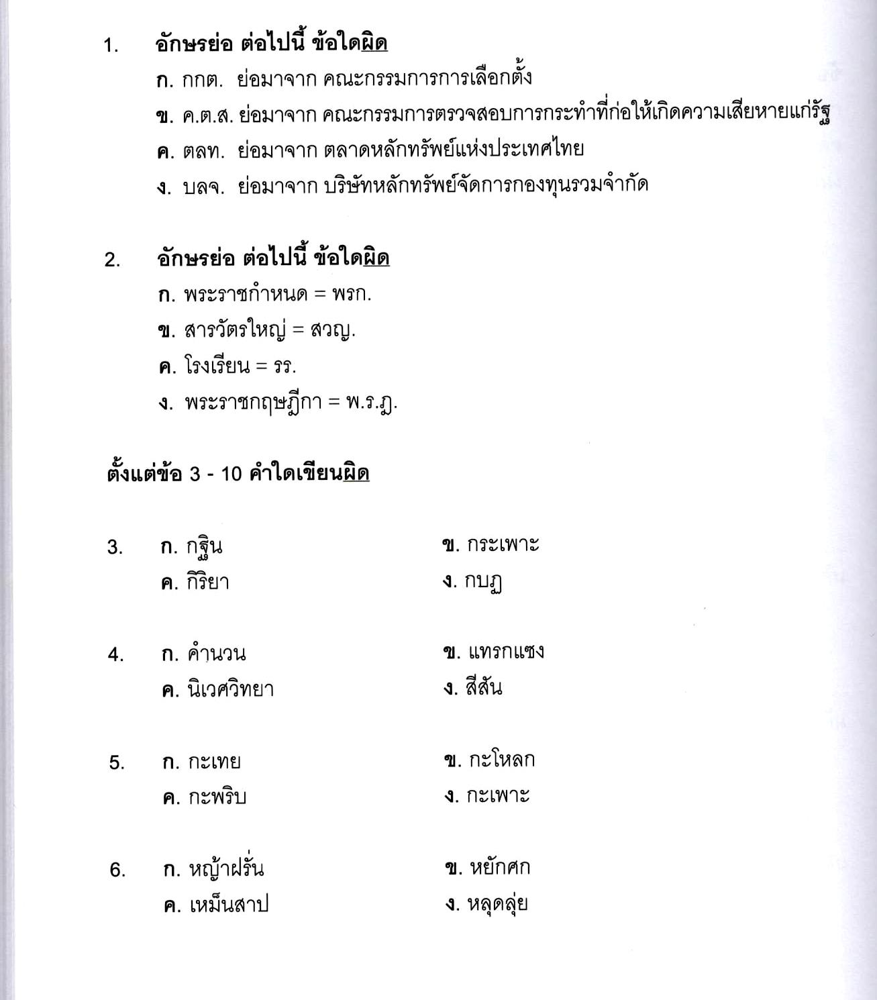 1. อักษรย่อ ต่อไปนี้ ข้อใดผิด
ก. กกต. ย่อมาจาก คณะกรรมการการเลือกตั้ง
ข. ค.ต.ส. ย่อมาจาก คณะกรรมการตรวจสอบการกระทำที่ก่อให้เกิดความเสียหายแก่รัฐ
ค. ตลท. ย่อมาจาก ตลาดหลักทรัพย์แห่งประเทศไทย
ง. บลจ. ย่อมาจาก บริษัทหลักทรัพย์จัดการกองทุนรวมจำกัด
2. อักษรย่อ ต่อไปนี้ ข้อใดผิด
ก. พระราชกำหนด = พรก.
ข. สารวัตรใหญ่ = สวญ.
ค. โรงเรียน = รร.
ง. พระราชกฤษฎีกา = พ.ร.ฎ.
ตั้งแต่ข้อ 3 - 10 คำใดเขียนผิด
3. ก. กฐิน ข. กระเพาะ
ค. กิริยา ง. กบฏ
4. ก. คำนวน ข. แทรกแซง
ค. นิเวศวิทยา ง. สีสัน
5. ก. กะเทย ข. กะโหลก
ค. กะพริบ ง. กะเพาะ
6. ก. หญ้าฝรั่น ข. หยักศก
ค. เหม็นสาป ง. หลุดลุ่ย